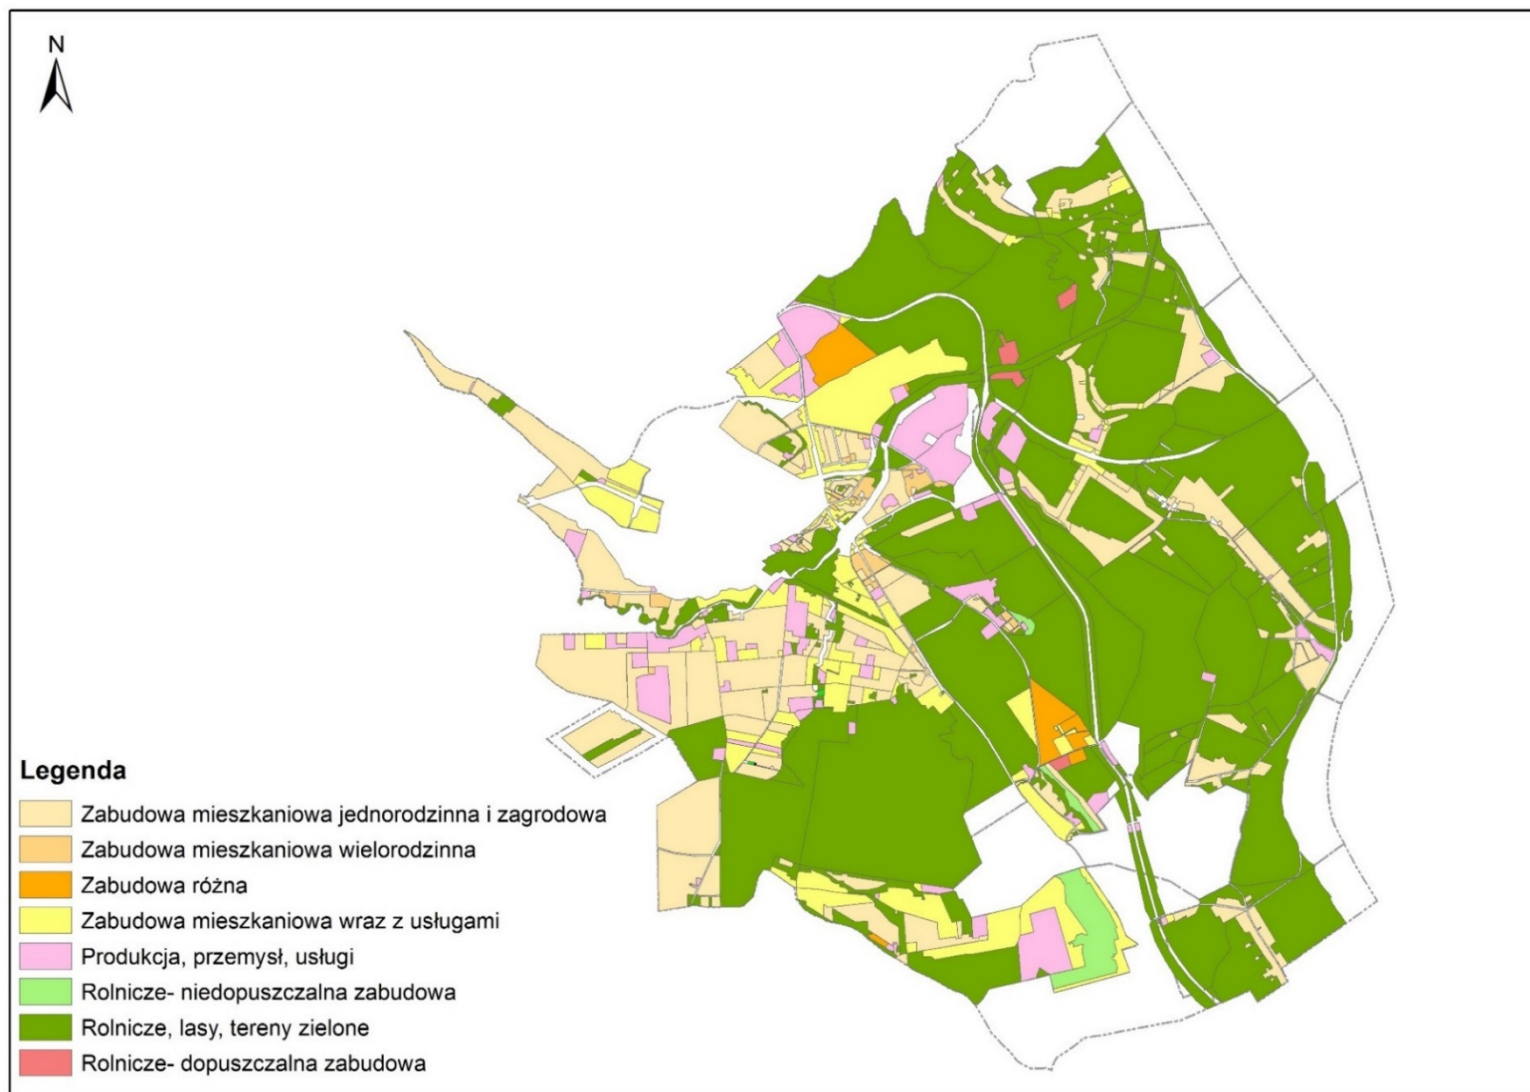 N
Legenda
Zabudowa mieszkaniowa jednorodzinna i zagrodowa
Zabudowa mieszkaniowa wielorodzinna
Zabudowa różna
Zabudowa mieszkaniowa wraz z usługami
Produkcja, przemysł, usługi
Rolnicze- niedopuszczalna zabudowa
Rolnicze, lasy, tereny zielone
Rolnicze- dopuszczalna zabudowa